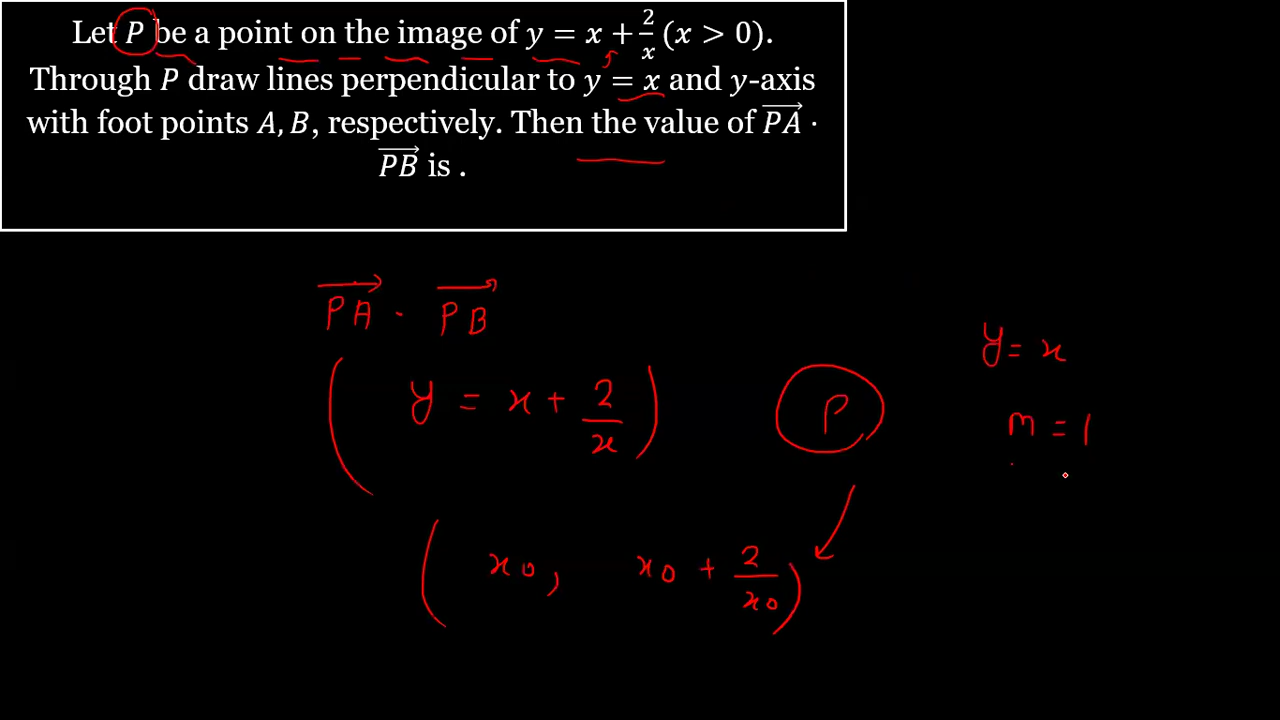 Let P be a point on the image of y = x + 2/x (x > 0).
Through P draw lines perpendicular to y = x and y-axis
with foot points A, B, respectively. Then the value of PA⃗ ·
PB⃗ is .
PA⃗ · PB⃗
( y = x + 2/x )
P
y = x
m = 1
( x0, x0 + 2/x0 )